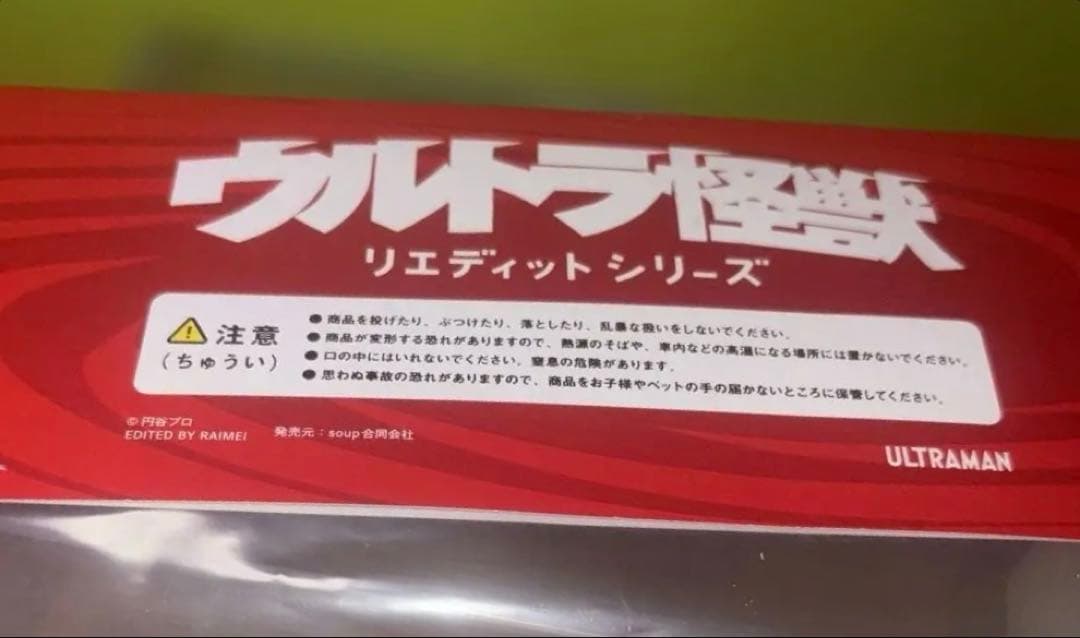 ウルトラ怪獣
リエディットシリーズ
⚠ 注意
(ちゅうい)
●商品を投げたり、ぶつけたり、落としたり、乱暴な扱いをしないでください。
●商品が変形する恐れがありますので、熱源のそばや、車内などの高温になる場所には置かないでください。
●口の中にはいれないでください。窒息の危険があります。
●思わぬ事故の恐れがありますので、商品をお子様やペットの手の届かないところに保管してください。
© 円谷プロ
EDITED BY RAIMEI
発売元：soup合同会社
ULTRAMAN